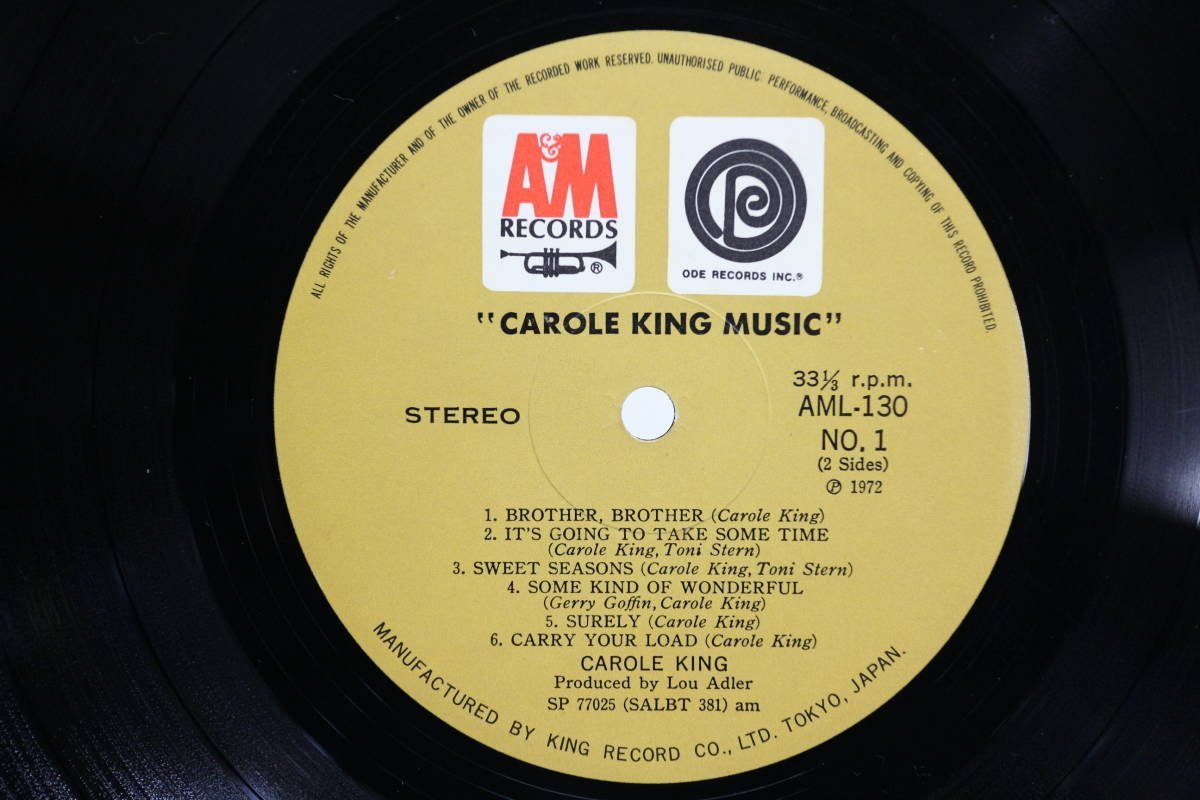 ALL RIGHTS OF THE MANUFACTURER AND OF THE OWNER OF THE RECORDED WORK RESERVED. UNAUTHORISED PUBLIC PERFORMANCE, BROADCASTING AND COPYING OF THIS RECORD PROHIBITED.
A&M
RECORDS
®
ODE RECORDS INC.®
"CAROLE KING MUSIC"
STEREO
33⅓ r.p.m.
AML-130
NO. 1
(2 Sides)
℗ 1972
1. BROTHER, BROTHER (Carole King)
2. IT'S GOING TO TAKE SOME TIME
(Carole King, Toni Stern)
3. SWEET SEASONS (Carole King, Toni Stern)
4. SOME KIND OF WONDERFUL
(Gerry Goffin, Carole King)
5. SURELY (Carole King)
6. CARRY YOUR LOAD (Carole King)
CAROLE KING
Produced by Lou Adler
SP 77025 (SALBT 381) am
MANUFACTURED BY KING RECORD CO., LTD. TOKYO, JAPAN.